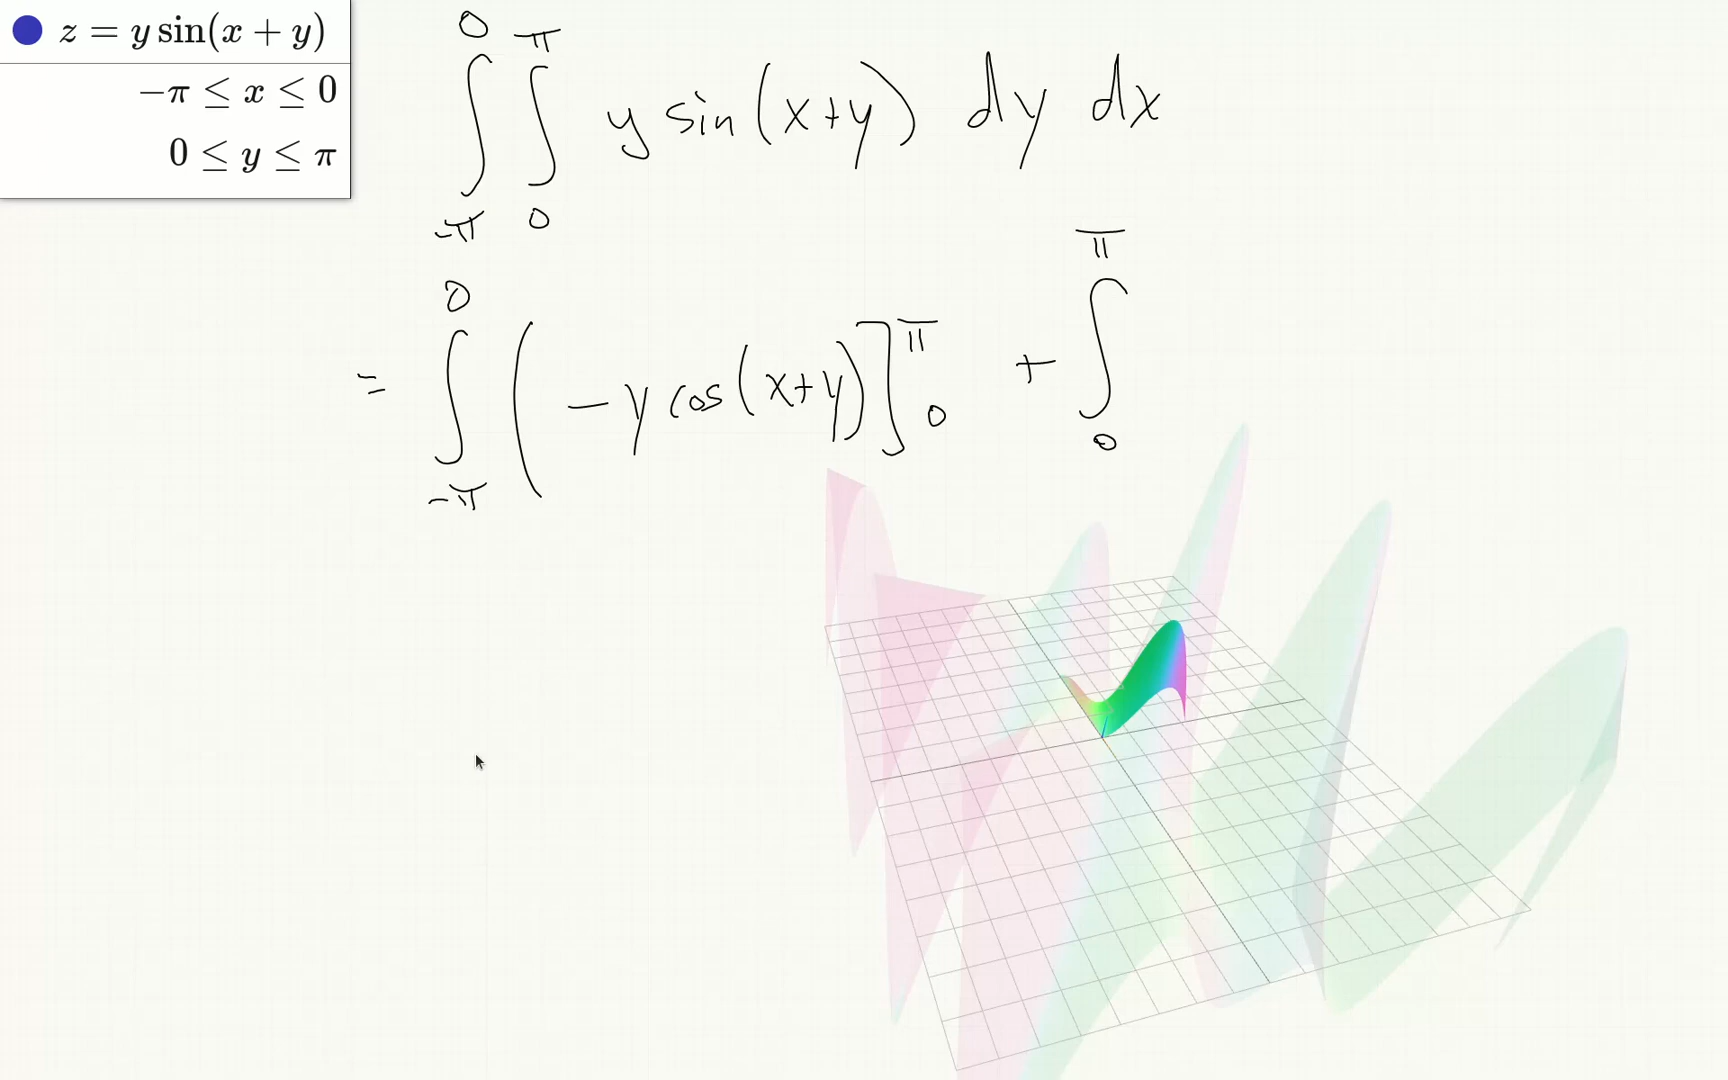 z = y sin(x + y)
−π ≤ x ≤ 0
0 ≤ y ≤ π
∫_{-π}^{0} ∫_{0}^{π} y sin(x+y) dy dx
= ∫_{-π}^{0} ( −y cos(x+y) ]_{0}^{π} + ∫_{0}^{π}